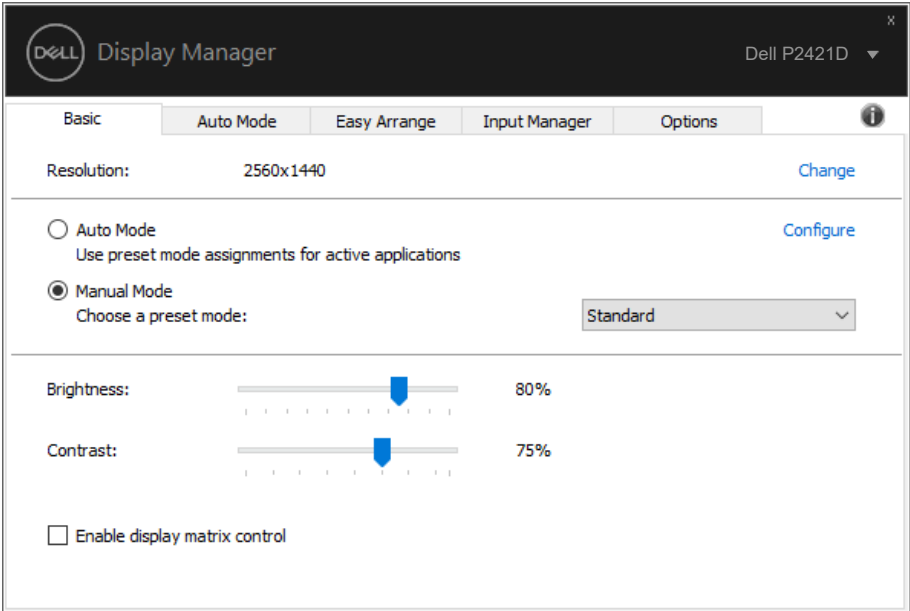 x
DELL Display Manager
Dell P2421D
Basic Auto Mode Easy Arrange Input Manager Options
Resolution: 2560x1440 Change
Auto Mode Configure
Use preset mode assignments for active applications
Manual Mode
Choose a preset mode: Standard
Brightness: 80%
Contrast: 75%
Enable display matrix control